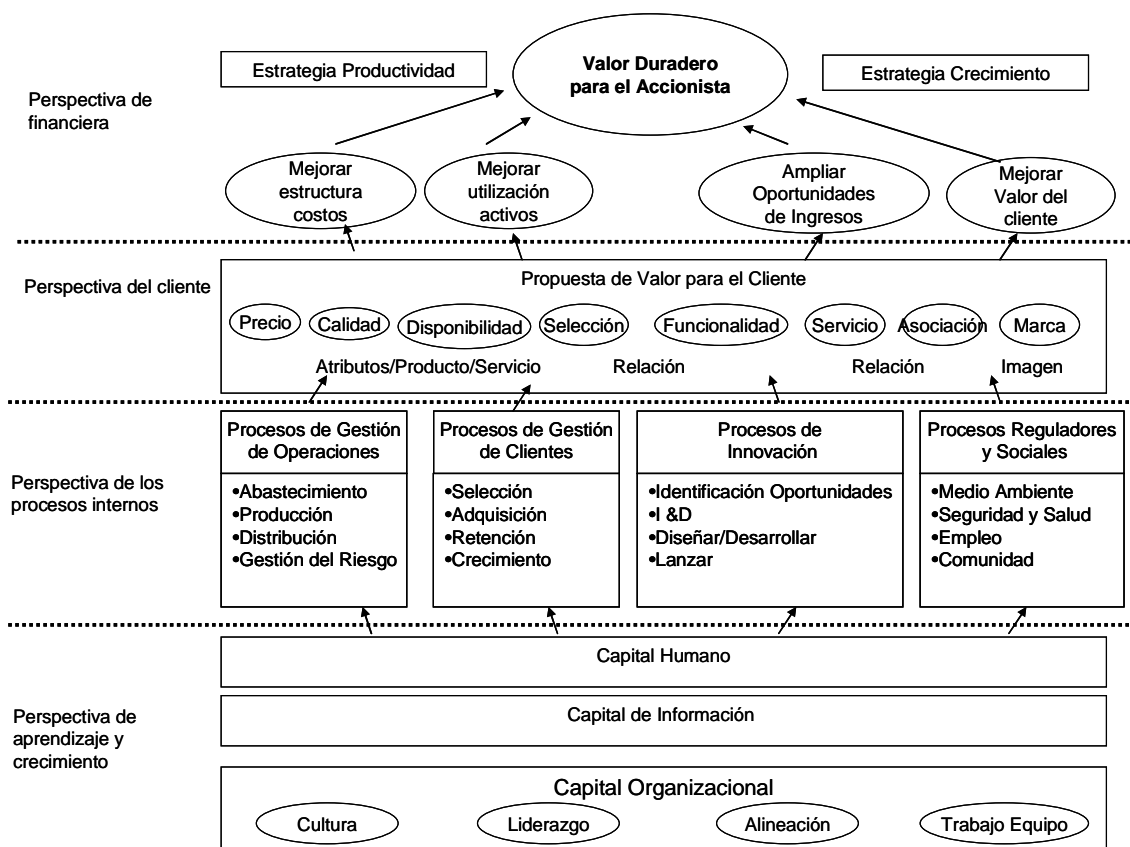 Estrategia Productividad
Valor Duradero
para el Accionista
Estrategia Crecimiento
Perspectiva de
financiera
Mejorar
estructura
costos
Mejorar
utilización
activos
Ampliar
Oportunidades
de Ingresos
Mejorar
Valor del
cliente
Perspectiva del cliente
Propuesta de Valor para el Cliente
Precio
Calidad
Disponibilidad
Selección
Funcionalidad
Servicio
Asociación
Marca
Atributos/Producto/Servicio
Relación
Relación
Imagen
Perspectiva de los
procesos internos
Procesos de Gestión
de Operaciones
•Abastecimiento
•Producción
•Distribución
•Gestión del Riesgo
Procesos de Gestión
de Clientes
•Selección
•Adquisición
•Retención
•Crecimiento
Procesos de
Innovación
•Identificación Oportunidades
•I &D
•Diseñar/Desarrollar
•Lanzar
Procesos Reguladores
y Sociales
•Medio Ambiente
•Seguridad y Salud
•Empleo
•Comunidad
Perspectiva de
aprendizaje y
crecimiento
Capital Humano
Capital de Información
Capital Organizacional
Cultura
Liderazgo
Alineación
Trabajo Equipo